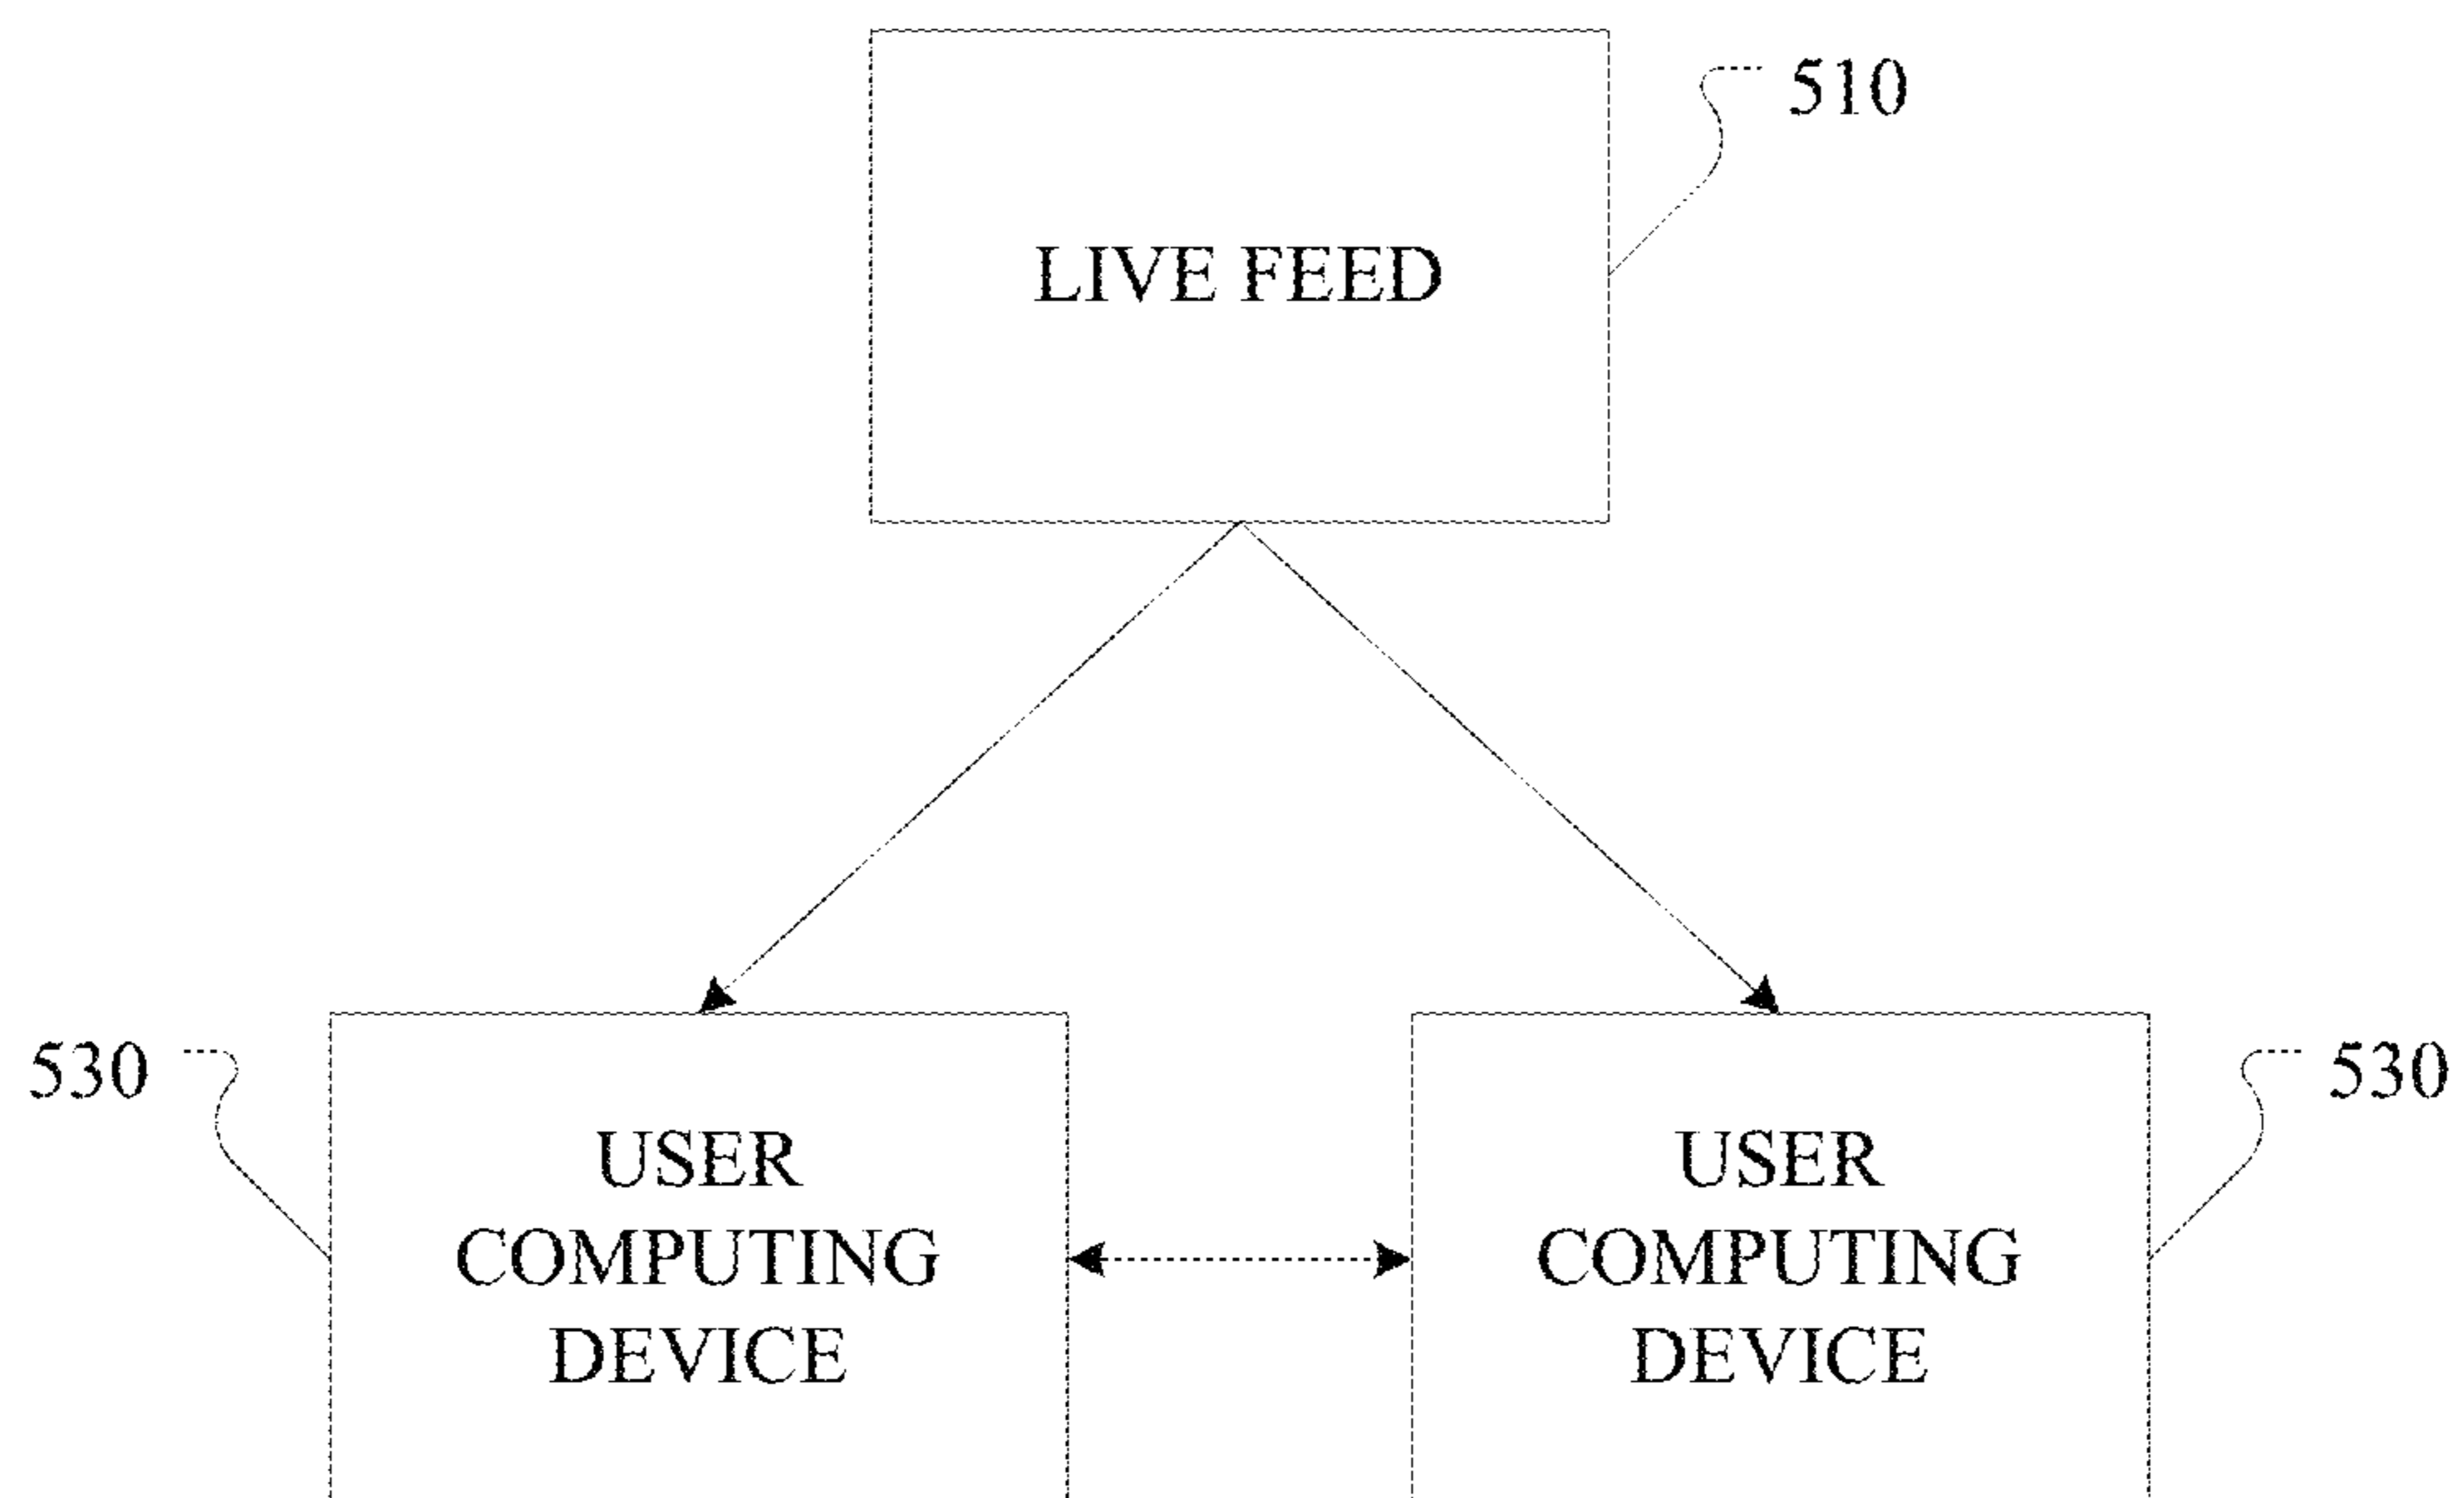 510
LIVE FEED
530
530
USER
COMPUTING
DEVICE
USER
COMPUTING
DEVICE